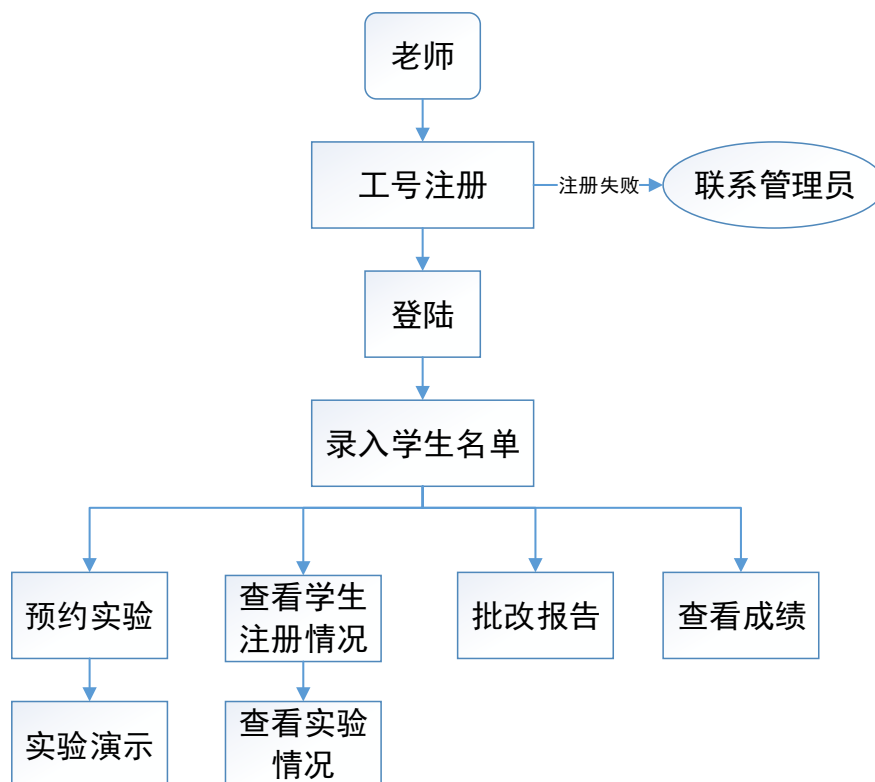 老师
工号注册
注册失败
联系管理员
登陆
录入学生名单
预约实验
查看学生
注册情况
批改报告
查看成绩
实验演示
查看实验
情况